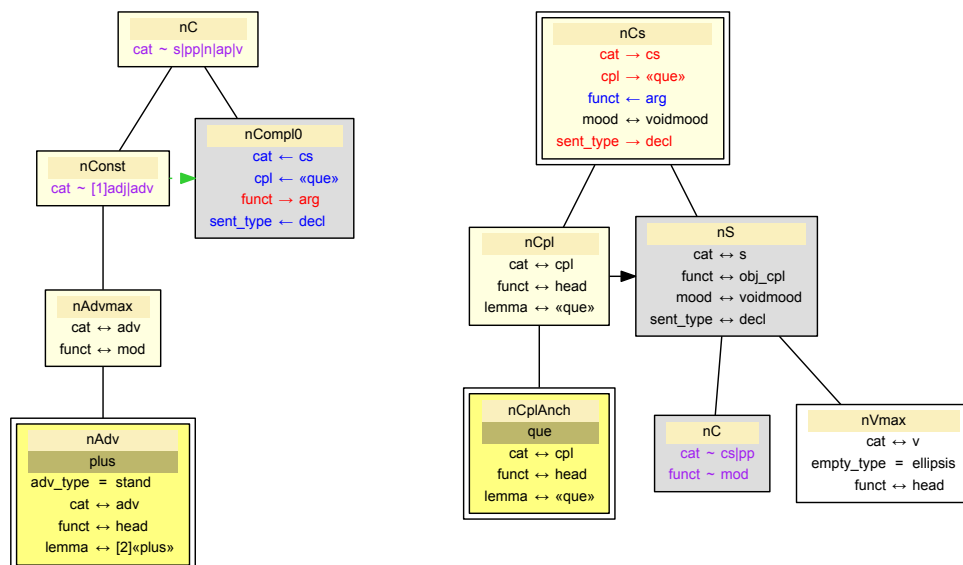 nC
cat ~ s|pp|n|ap|v
nConst
cat ~ [1]adj|adv
nCompl0
cat ← cs
cpl ← «que»
funct → arg
sent_type ← decl
nAdvmax
cat ↔ adv
funct ↔ mod
nAdv
plus
adv_type = stand
cat ↔ adv
funct ↔ head
lemma ↔ [2]«plus»
nCs
cat → cs
cpl → «que»
funct ← arg
mood ↔ voidmood
sent_type → decl
nCpl
cat ↔ cpl
funct ↔ head
lemma ↔ «que»
nS
cat ↔ s
funct ↔ obj_cpl
mood ↔ voidmood
sent_type ↔ decl
nCplAnch
que
cat ↔ cpl
funct ↔ head
lemma ↔ «que»
nC
cat ~ cs|pp
funct ~ mod
nVmax
cat ↔ v
empty_type = ellipsis
funct ↔ head